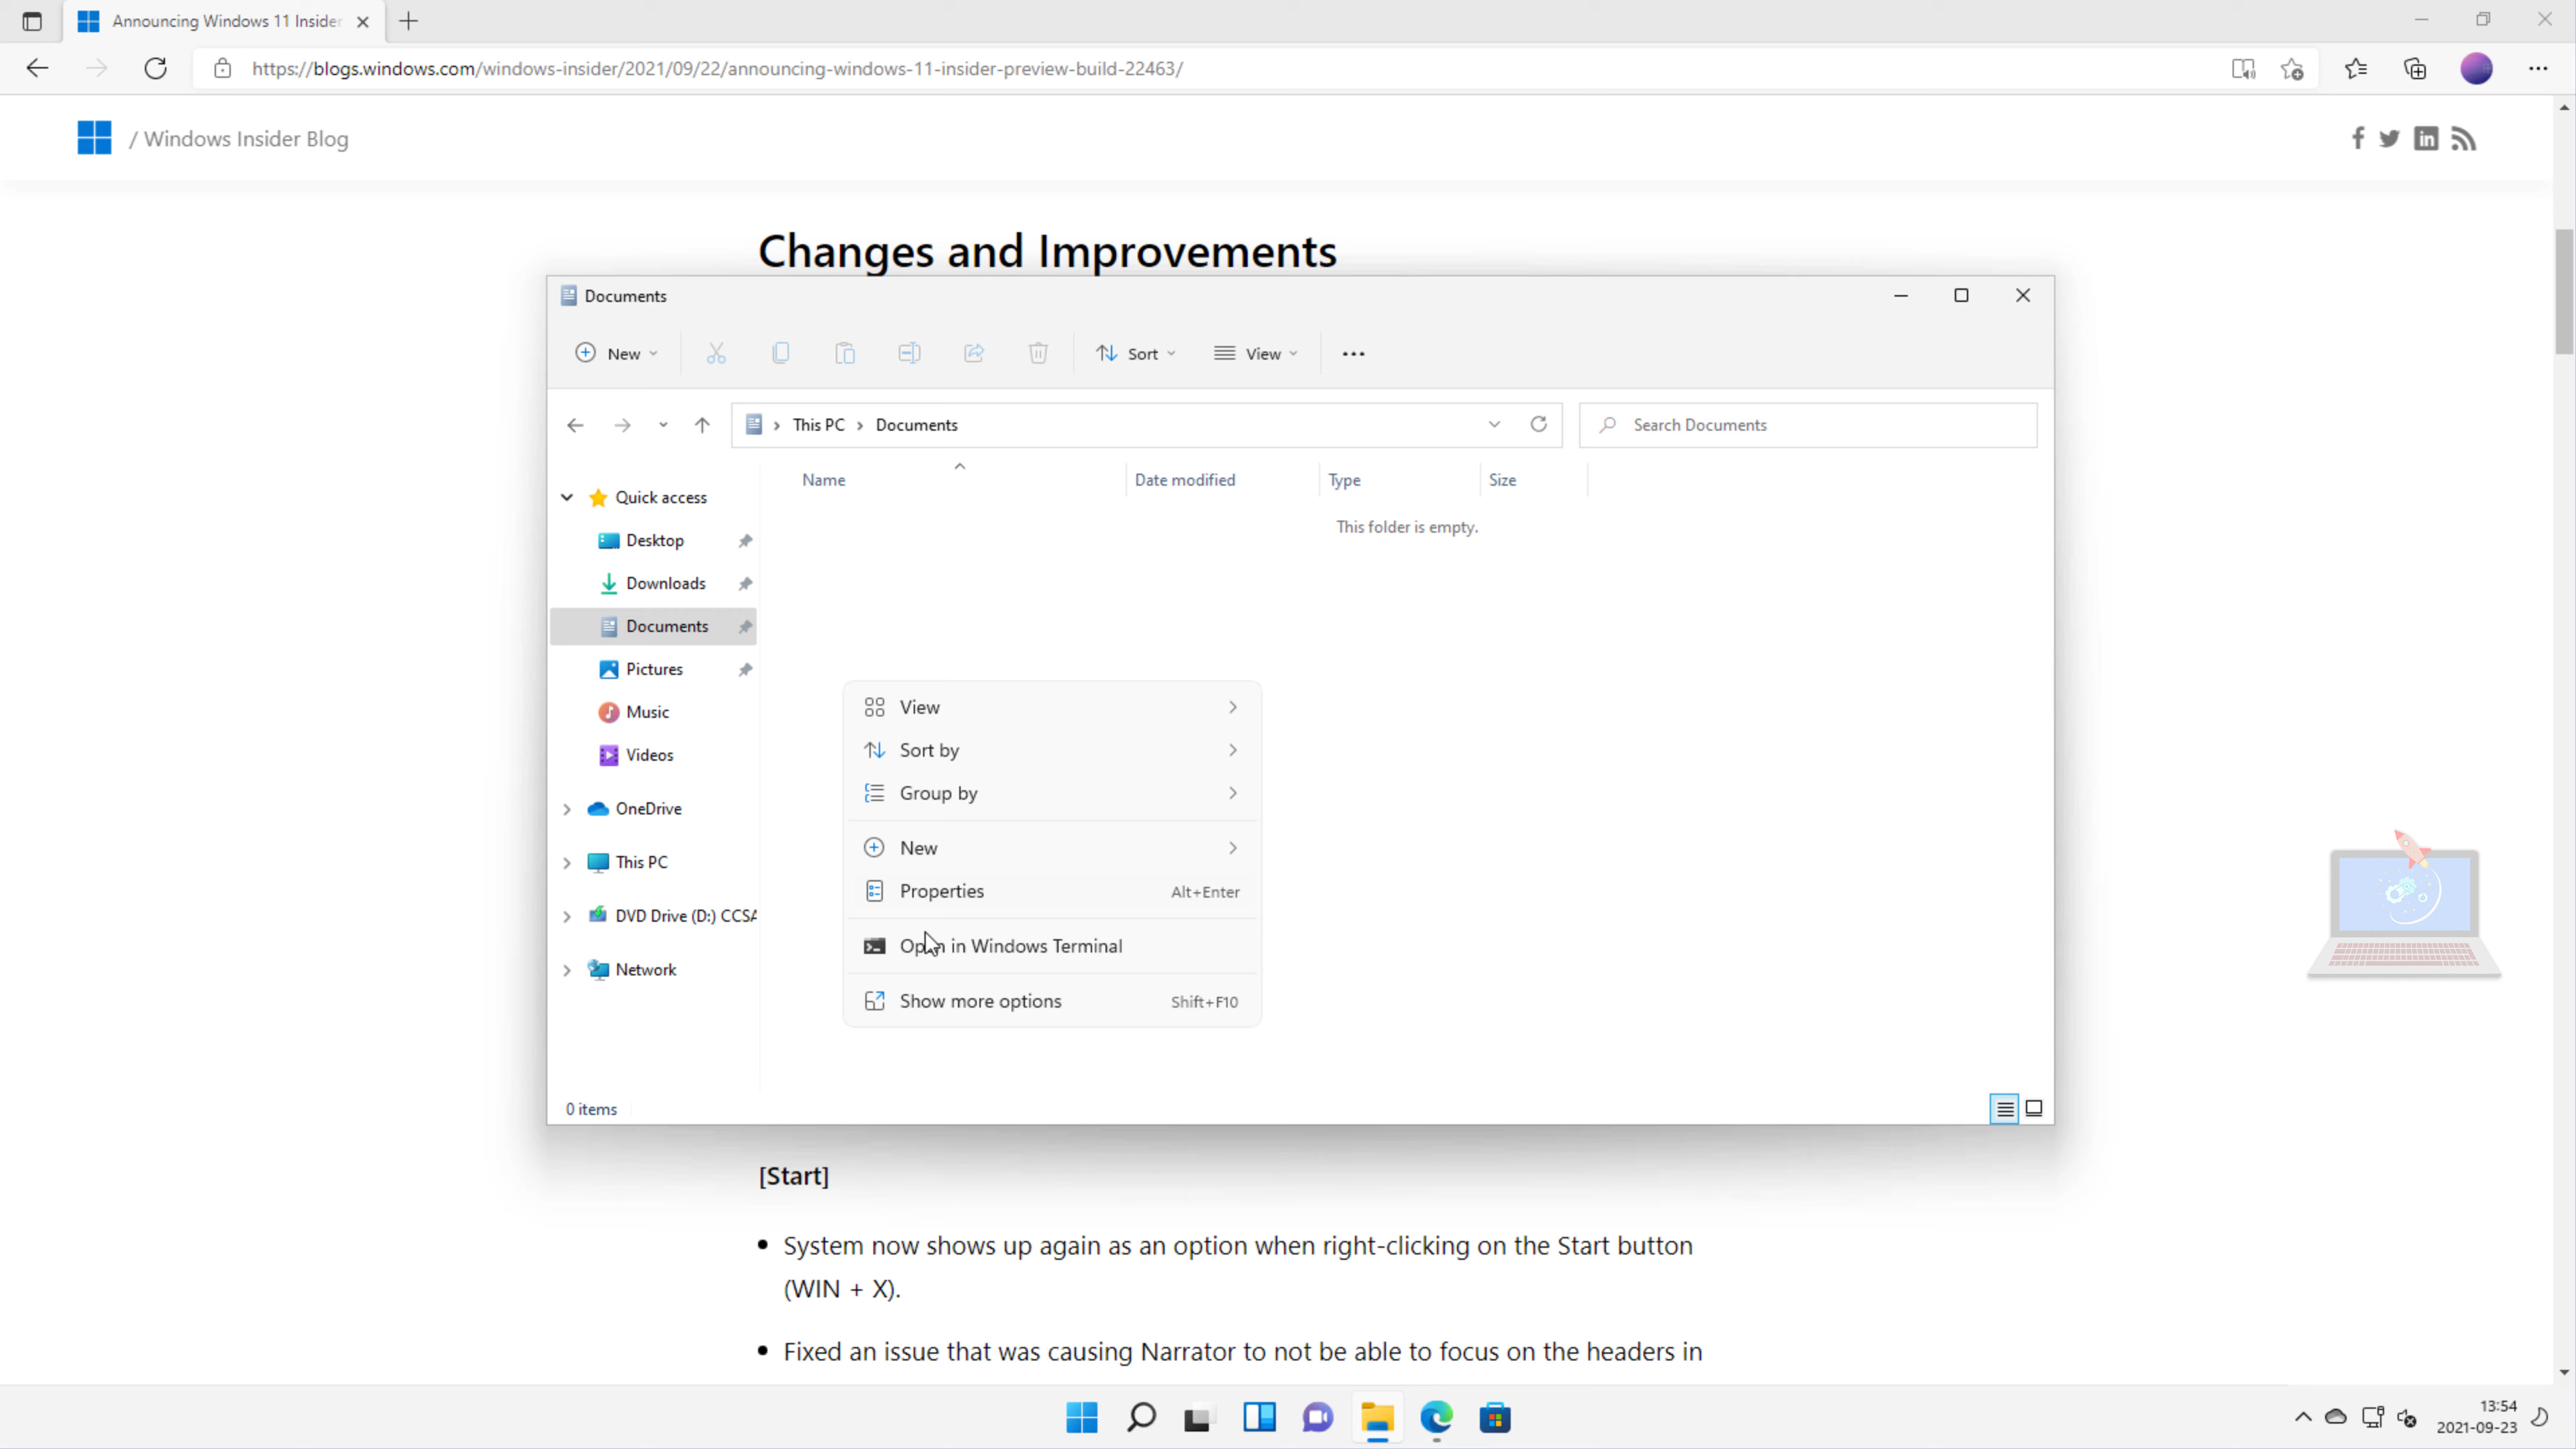 Announcing Windows 11 Insider
https://blogs.windows.com/windows-insider/2021/09/22/announcing-windows-11-insider-preview-build-22463/
/ Windows Insider Blog
Changes and Improvements
Documents
New
Sort
View
This PC > Documents
Search Documents
Name
Date modified
Type
Size
This folder is empty.
Quick access
Desktop
Downloads
Documents
Pictures
Music
Videos
OneDrive
This PC
DVD Drive (D:) CCSA
Network
View
Sort by
Group by
New
Properties Alt+Enter
Open in Windows Terminal
Show more options Shift+F10
0 items
[Start]
• System now shows up again as an option when right-clicking on the Start button
(WIN + X).
• Fixed an issue that was causing Narrator to not be able to focus on the headers in
13:54
2021-09-23